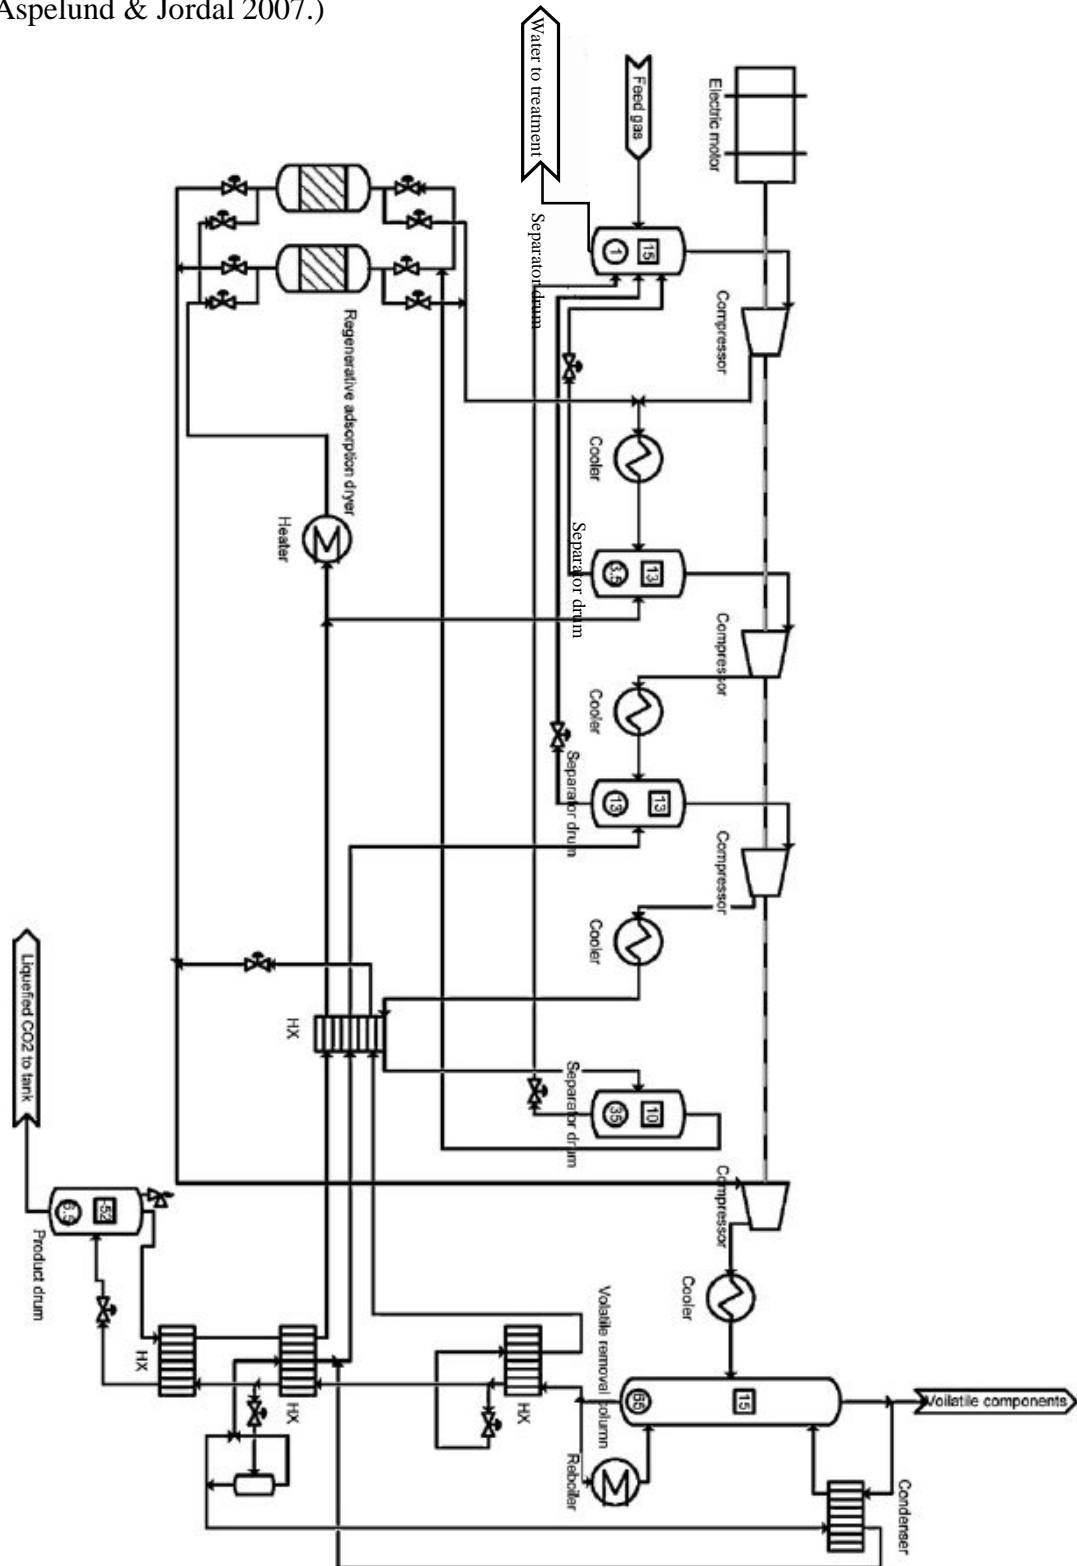 Aspelund & Jordal 2007.)
Water to treatment
Feed gas
Electric motor
Separator drum
15
1
Compressor
Regenerative adsorption dryer
Cooler
Heater
Separator drum
13
3.5
Compressor
Cooler
Separator drum
13
13
Compressor
Cooler
HX
Separator drum
10
35
Compressor
Cooler
Liquefied CO2 to tank
Product drum
-52
6.5
HX
HX
HX
Volatile removal column
15
65
Reboiler
Voilatile components
Condenser